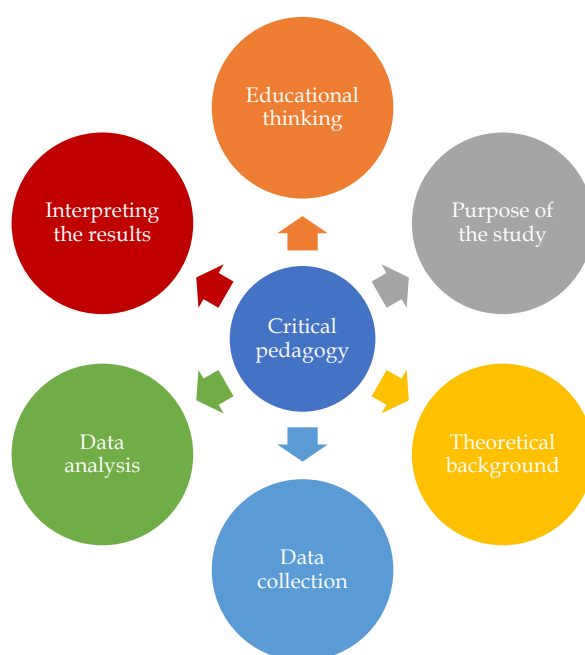 Educational
thinking
Interpreting
the results
Purpose of
the study
Critical
pedagogy
Data
analysis
Theoretical
background
Data
collection